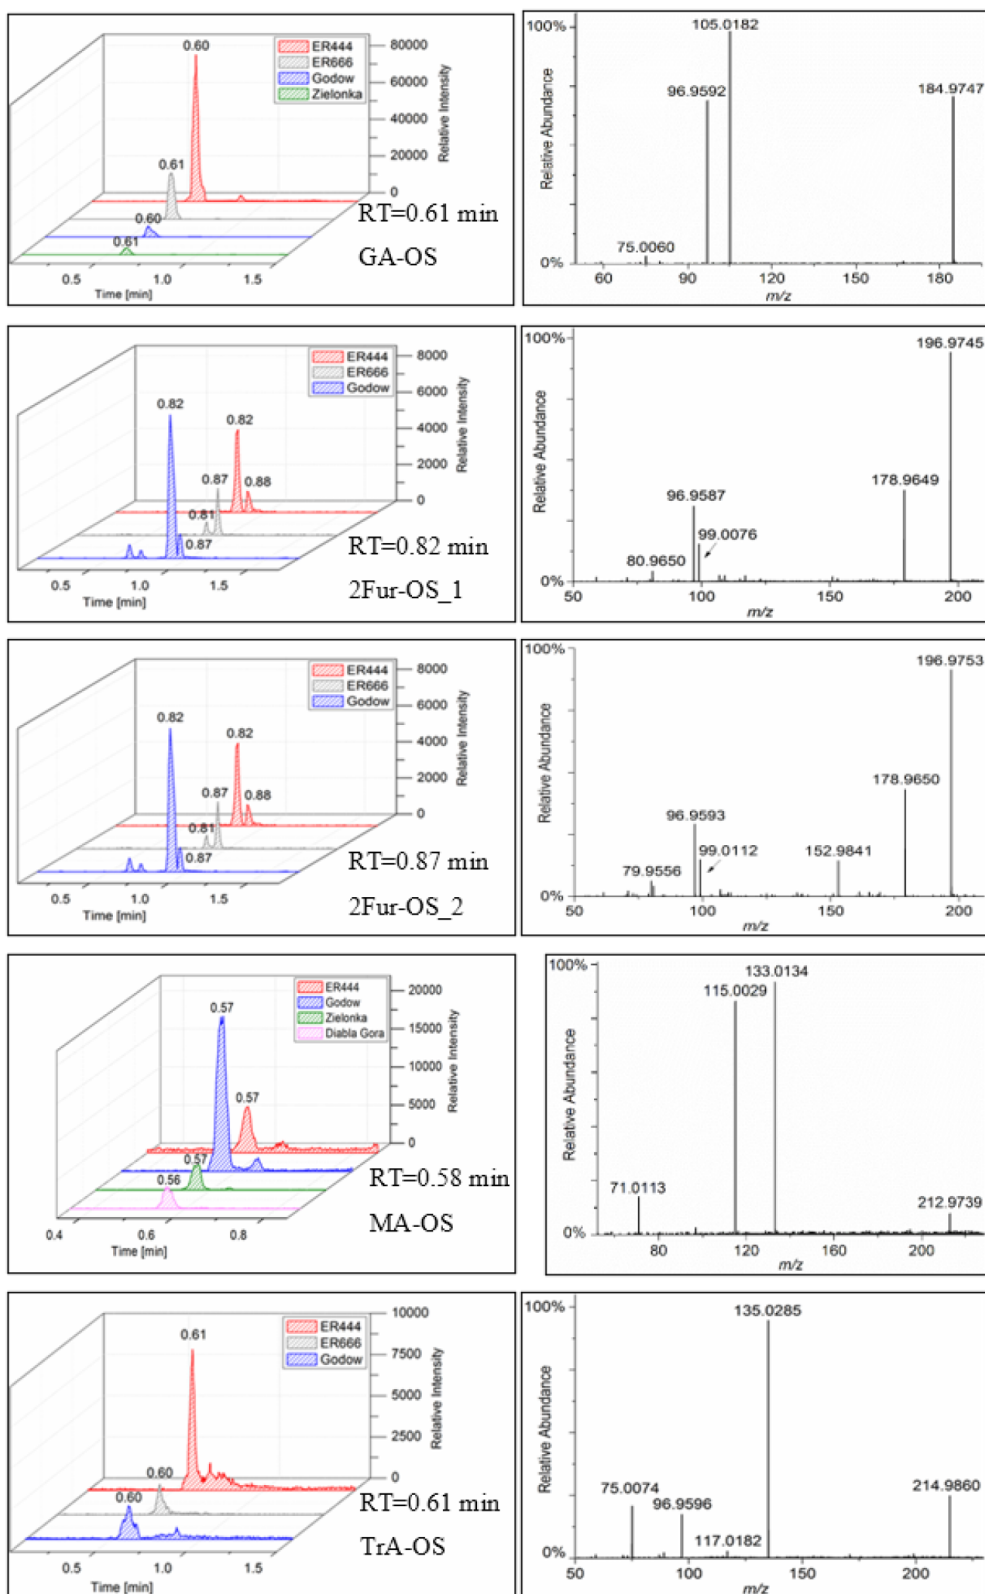 ER444
ER666
Godow
Zielonka
80000
60000
40000
20000
0
Relative Intensity
0.60
0.61
0.60
0.61
0.5
1.0
1.5
Time [min]
RT=0.61 min
GA-OS
100%
0%
Relative Abundance
105.0182
96.9592
184.9747
75.0060
60
90
120
150
180
m/z
ER444
ER666
Godow
8000
6000
4000
2000
0
Relative Intensity
0.82
0.82
0.87
0.88
0.81
0.87
0.5
1.0
1.5
Time [min]
RT=0.82 min
2Fur-OS_1
100%
0%
Relative Abundance
196.9745
178.9649
96.9587
99.0076
80.9650
50
100
150
200
m/z
ER444
ER666
Godow
8000
6000
4000
2000
0
Relative Intensity
0.82
0.82
0.87
0.88
0.81
0.87
0.5
1.0
1.5
Time [min]
RT=0.87 min
2Fur-OS_2
100%
0%
Relative Abundance
196.9753
178.9650
96.9593
99.0112
152.9841
79.9556
50
100
150
200
m/z
ER444
Godow
Zielonka
Diabla Gora
20000
15000
10000
5000
0
Relative Intensity
0.57
0.57
0.57
0.56
0.4
0.6
0.8
Time [min]
RT=0.58 min
MA-OS
100%
0%
Relative Abundance
133.0134
115.0029
71.0113
212.9739
80
120
160
200
m/z
ER444
ER666
Godow
10000
7500
5000
2500
0
Relative Intensity
0.61
0.60
0.60
0.5
1.0
1.5
Time [min]
RT=0.61 min
TrA-OS
100%
0%
Relative Abundance
135.0285
75.0074
96.9596
117.0182
214.9860
50
100
150
200
m/z